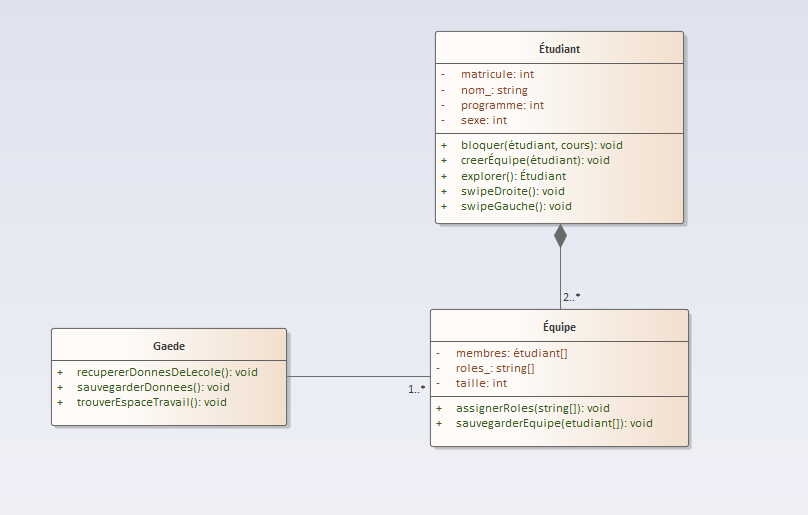 Étudiant
- matricule: int
- nom_: string
- programme: int
- sexe: int
+ bloquer(étudiant, cours): void
+ creerÉquipe(étudiant): void
+ explorer(): Étudiant
+ swipeDroite(): void
+ swipeGauche(): void
2..*
Équipe
- membres: étudiant[]
- roles_: string[]
- taille: int
+ assignerRoles(string[]): void
+ sauvegarderEquipe(etudiant[]): void
Gaede
+ recupererDonnesDeLecole(): void
+ sauvegarderDonnees(): void
+ trouverEspaceTravail(): void
1..*